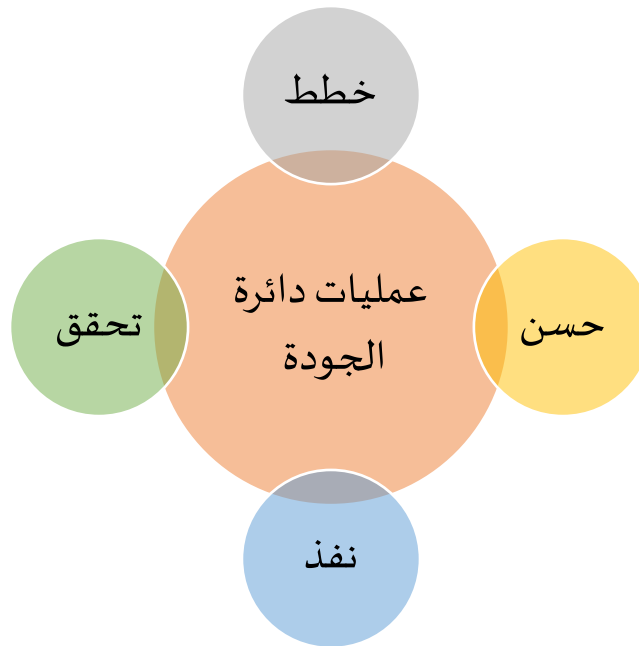 خطط
عمليات دائرة
الجودة
حسن
تحقق
نفذ